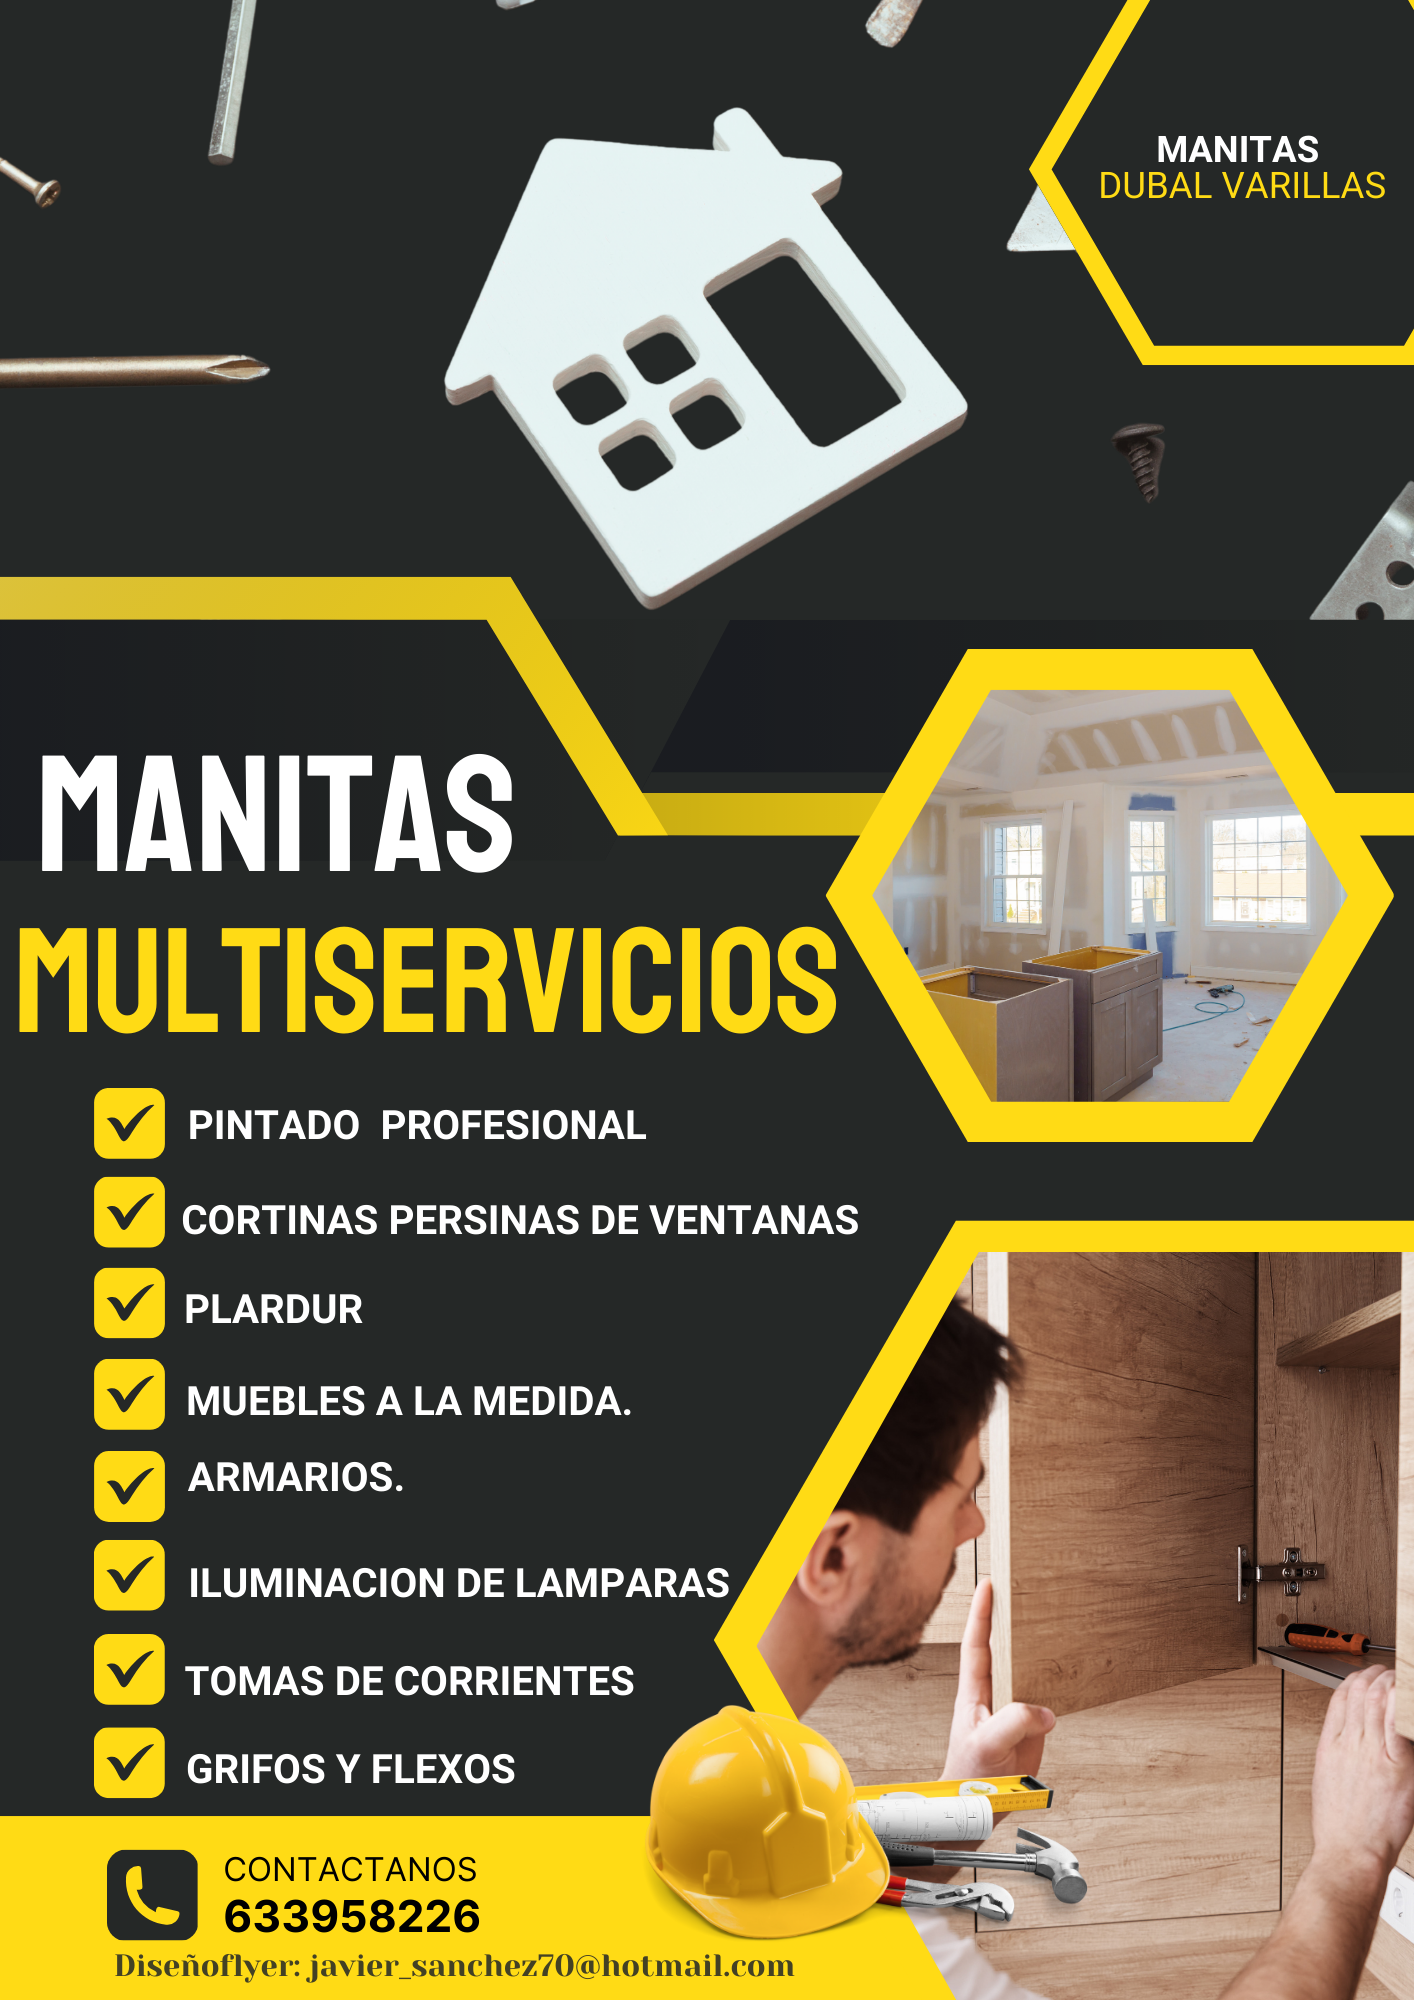 MANITAS
DUBAL VARILLAS
MANITAS
MULTISERVICIOS
PINTADO  PROFESIONAL
CORTINAS PERSINAS DE VENTANAS
PLARDUR
MUEBLES A LA MEDIDA.
ARMARIOS.
ILUMINACION DE LAMPARAS
TOMAS DE CORRIENTES
GRIFOS Y FLEXOS
CONTACTANOS
633958226
Diseñoflyer: javier_sanchez70@hotmail.com